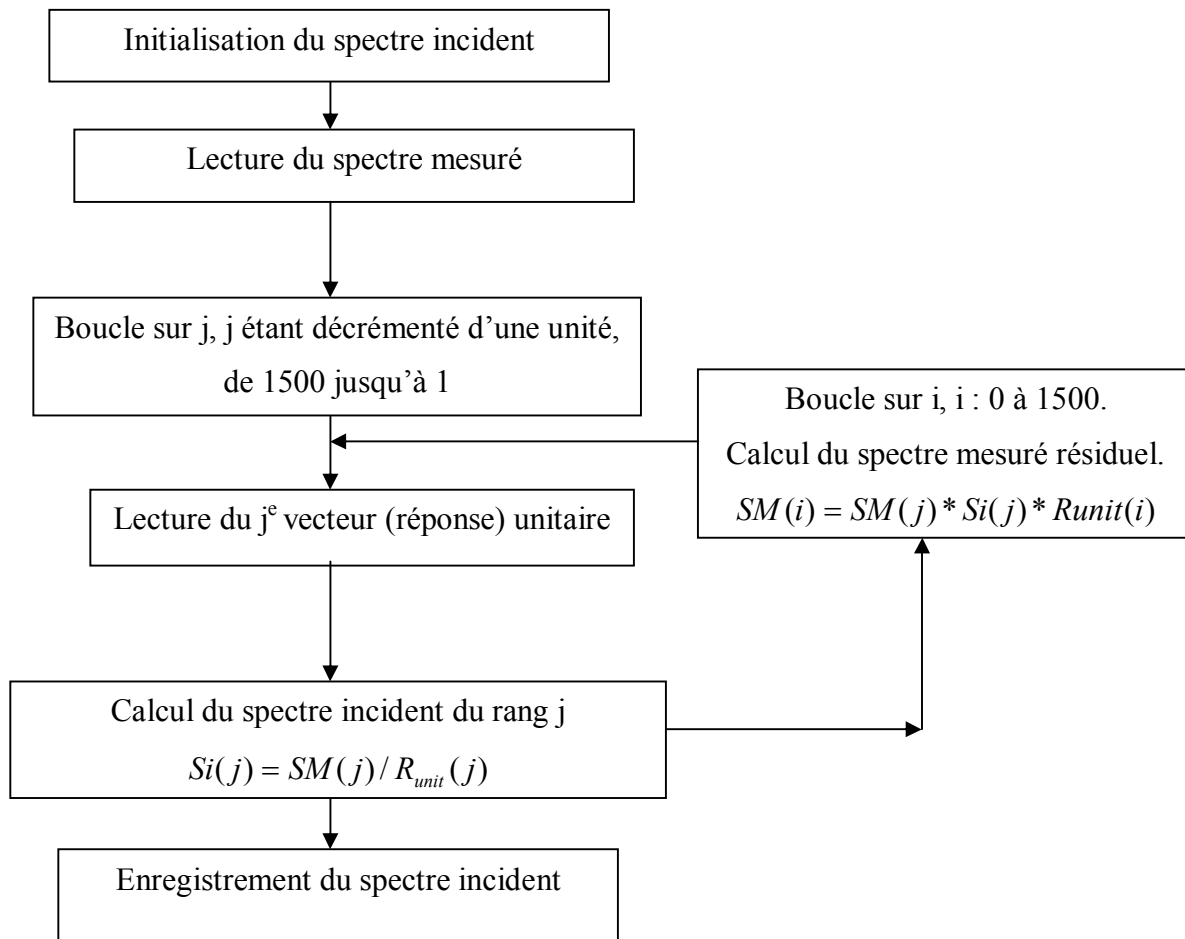 Initialisation du spectre incident
Lecture du spectre mesuré
Boucle sur j, j étant décrémenté d’une unité,
de 1500 jusqu’à 1
Boucle sur i, i : 0 à 1500.
Calcul du spectre mesuré résiduel.
SM(i) = SM(j) * Si(j) * Runit(i)
Lecture du jᵉ vecteur (réponse) unitaire
Calcul du spectre incident du rang j
Si(j) = SM(j) / R_unit(j)
Enregistrement du spectre incident